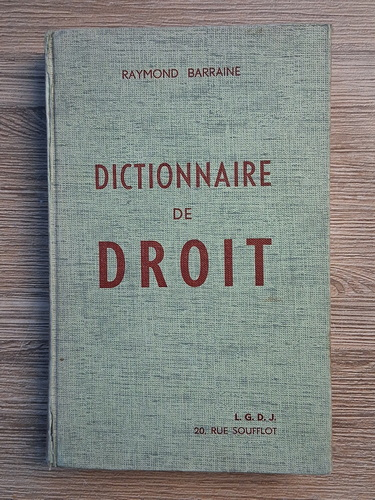 RAYMOND BARRAINE
DICTIONNAIRE
DE
DROIT
L. G. D. J.
20, RUE SOUFFLOT